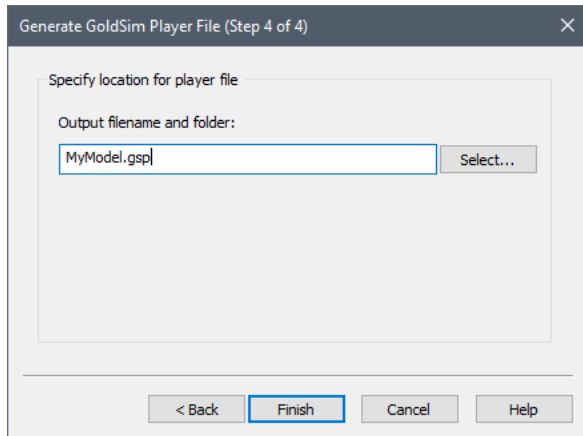 Generate GoldSim Player File (Step 4 of 4)
Specify location for player file
Output filename and folder:
MyModel.gsp
Select...
< Back
Finish
Cancel
Help